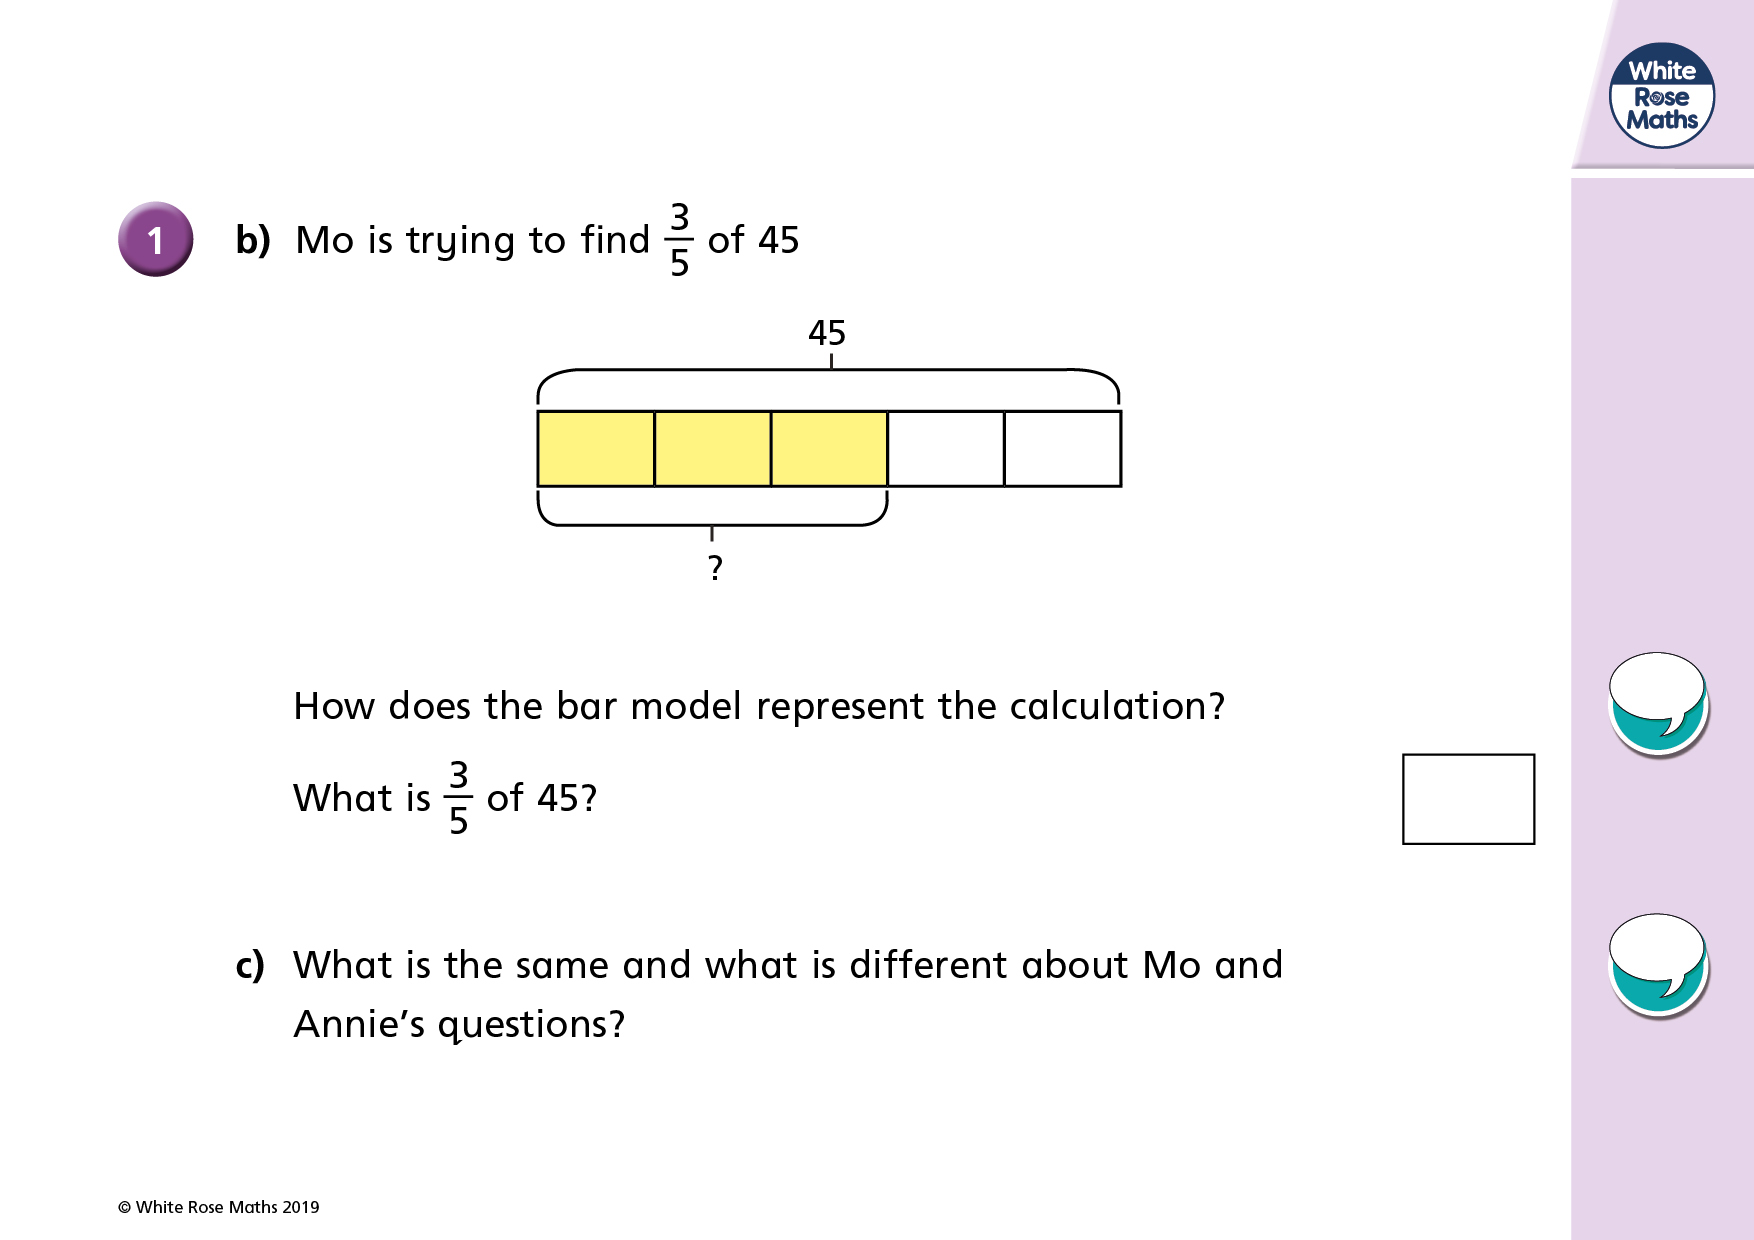 White
Rose
Maths
1 b) Mo is trying to find 3/5 of 45
45
?
How does the bar model represent the calculation?
What is 3/5 of 45?
c) What is the same and what is different about Mo and
Annie’s questions?
© White Rose Maths 2019